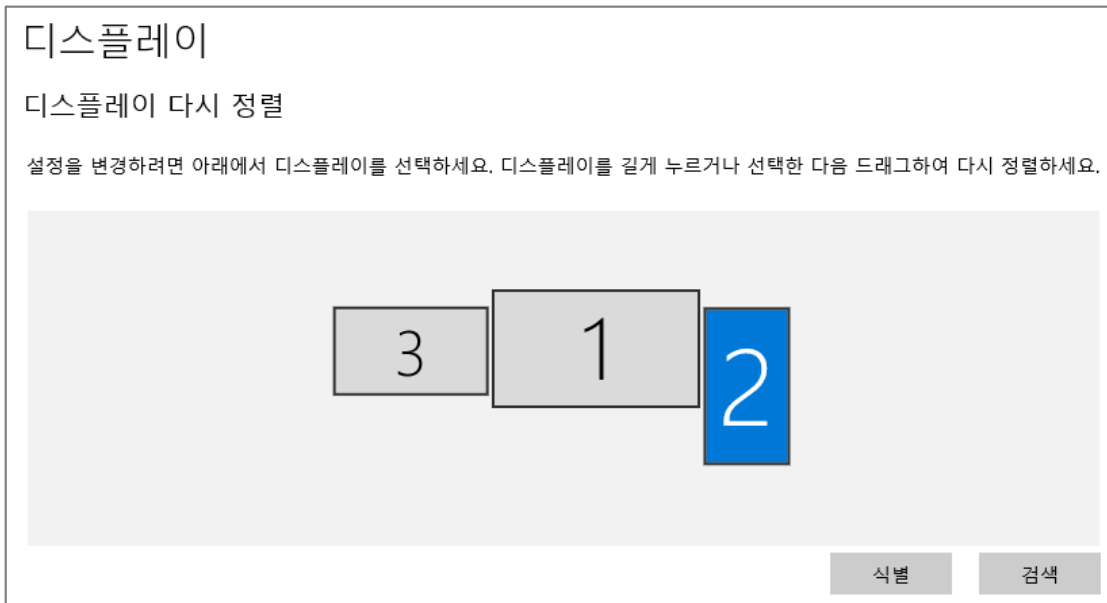 디스플레이
디스플레이 다시 정렬
설정을 변경하려면 아래에서 디스플레이를 선택하세요. 디스플레이를 길게 누르거나 선택한 다음 드래그하여 다시 정렬하세요.
3 1 2
식별 검색